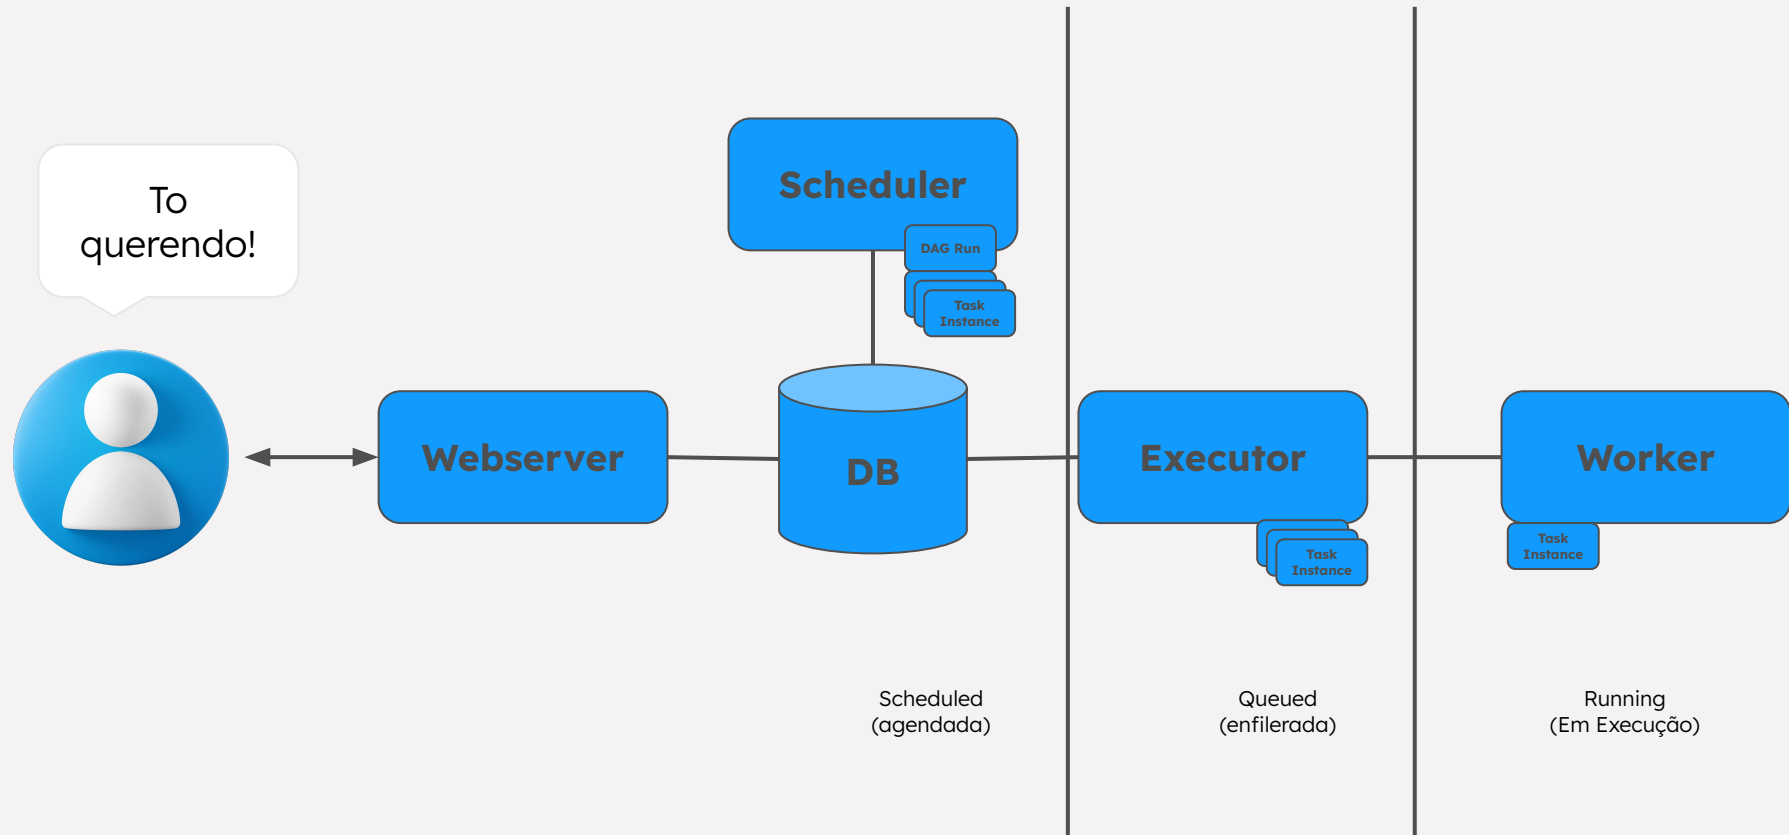 To
querendo!
Scheduler
DAG Run
Task
Instance
Webserver
DB
Executor
Worker
Task
Instance
Task
Instance
Scheduled
(agendada)
Queued
(enfilerada)
Running
(Em Execução)